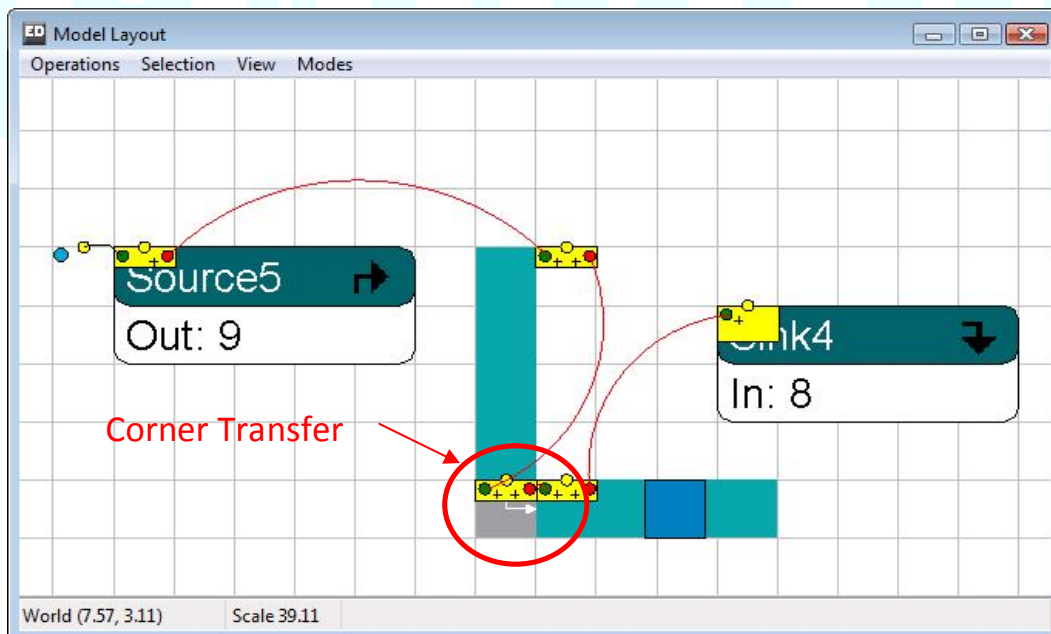 ED Model Layout
Operations Selection View Modes
Source5
Out: 9
In: 8
Corner Transfer
World (7.57, 3.11) Scale 39.11